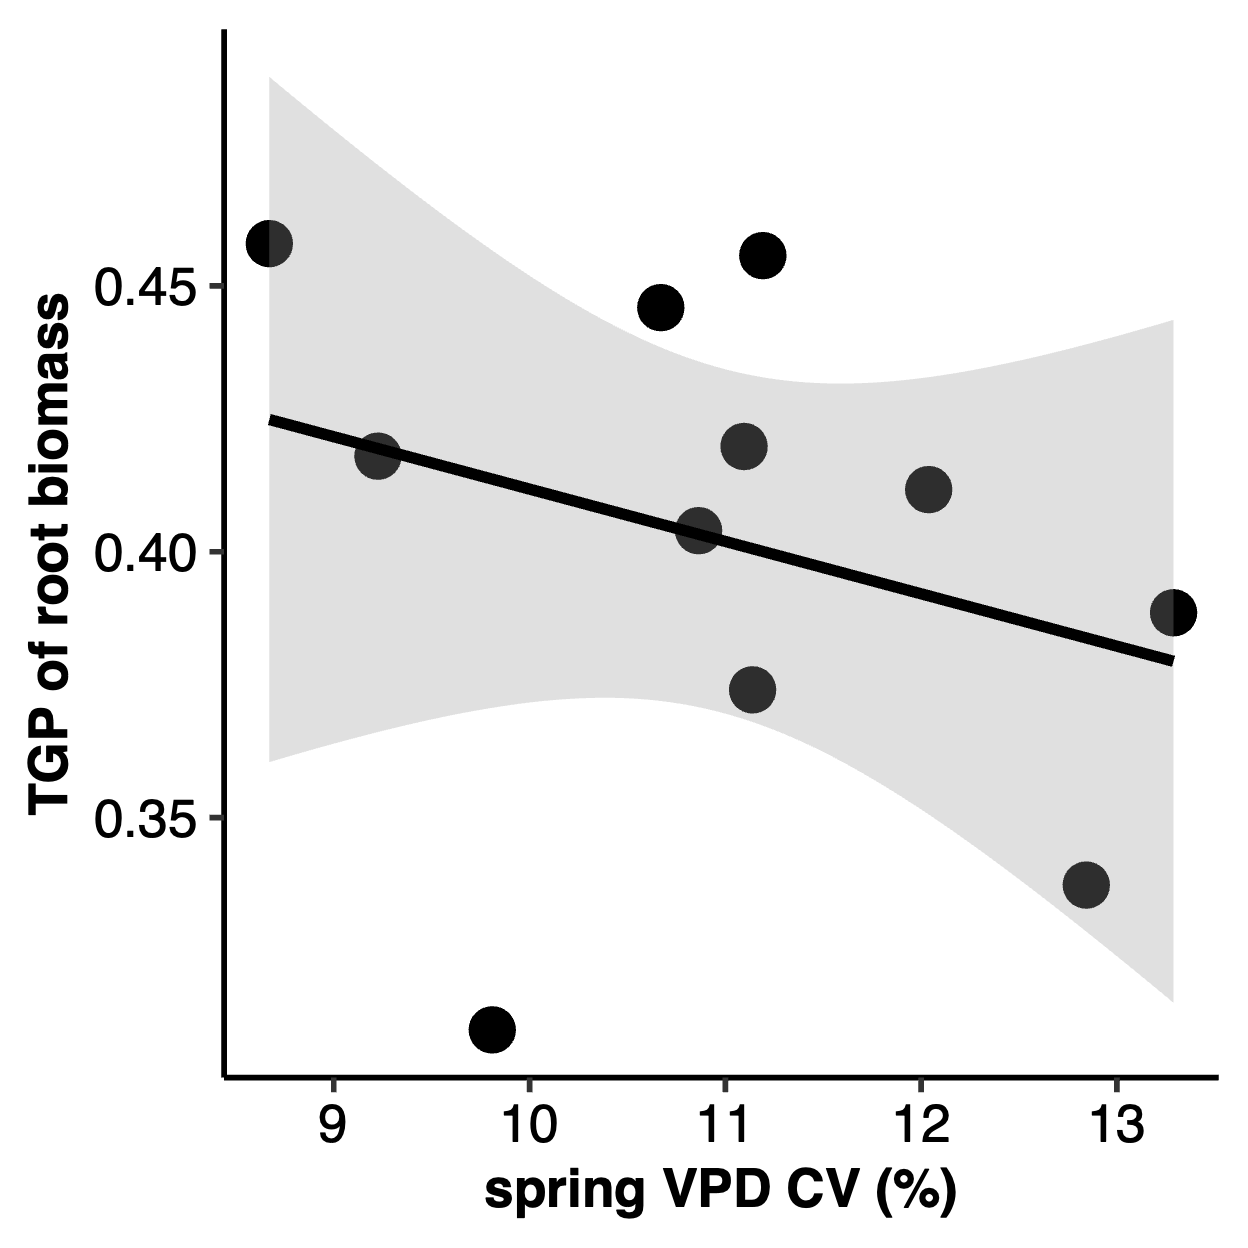 TGP of root biomass
0.45
0.40
0.35
9 10 11 12 13
spring VPD CV (%)